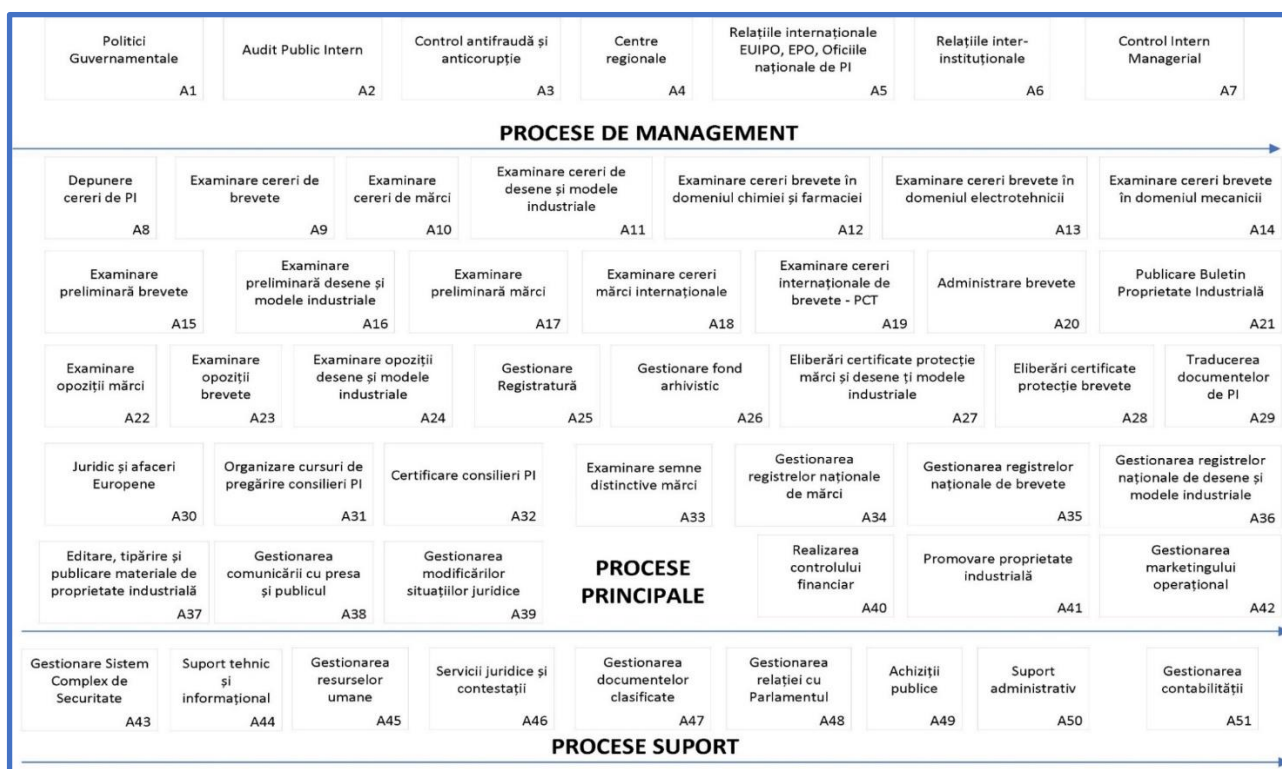 Politici
Guvernamentale
A1
Audit Public Intern
A2
Control antifraudă și
anticorupție
A3
Centre
regionale
A4
Relațiile internaționale
EUIPO, EPO, Oficiile
naționale de PI
A5
Relațiile inter-
instituționale
A6
Control Intern
Managerial
A7
PROCESE DE MANAGEMENT
Depunere
cereri de PI
A8
Examinare cereri de
brevete
A9
Examinare
cereri de mărci
A10
Examinare cereri de
desene și modele
industriale
A11
Examinare cereri brevete în
domeniul chimiei și farmaciei
A12
Examinare cereri brevete în
domeniul electrotehnicii
A13
Examinare cereri brevete
în domeniul mecanicii
A14
Examinare
preliminară brevete
A15
Examinare
preliminară desene și
modele industriale
A16
Examinare
preliminară mărci
A17
Examinare cereri
mărci internaționale
A18
Examinare cereri
internaționale de
brevete - PCT
A19
Administrare brevete
A20
Publicare Buletin
Proprietate Industrială
A21
Examinare
opoziții mărci
A22
Examinare
opoziții
brevete
A23
Examinare opoziții
desene și modele
industriale
A24
Gestionare
Registratură
A25
Gestionare fond
arhivistic
A26
Eliberări certificate protecție
mărci și desene ți modele
industriale
A27
Eliberări certificate
protecție brevete
A28
Traducerea
documentelor
de PI
A29
Juridic și afaceri
Europene
A30
Organizare cursuri de
pregărire consilieri PI
A31
Certificare consilieri PI
A32
Examinare semne
distinctive mărci
A33
Gestionarea
registrelor naționale
de mărci
A34
Gestionarea registrelor
naționale de brevete
A35
Gestionarea registrelor
naționale de desene și
modele industriale
A36
Editare, tipărire și
publicare materiale de
proprietate industrială
A37
Gestionarea
comunicării cu presa
și publicul
A38
Gestionarea
modificărilor
situațiilor juridice
A39
PROCESE
PRINCIPALE
Realizarea
controlului
financiar
A40
Promovare proprietate
industrială
A41
Gestionarea
marketingului
operațional
A42
Gestionare Sistem
Complex de
Securitate
A43
Suport tehnic
și
informațional
A44
Gestionarea
resurselor
umane
A45
Servicii juridice și
contestații
A46
Gestionarea
documentelor
clasificate
A47
Gestionarea
relației cu
Parlamentul
A48
Achiziții
publice
A49
Suport
administrativ
A50
Gestionarea
contabilității
A51
PROCESE SUPORT